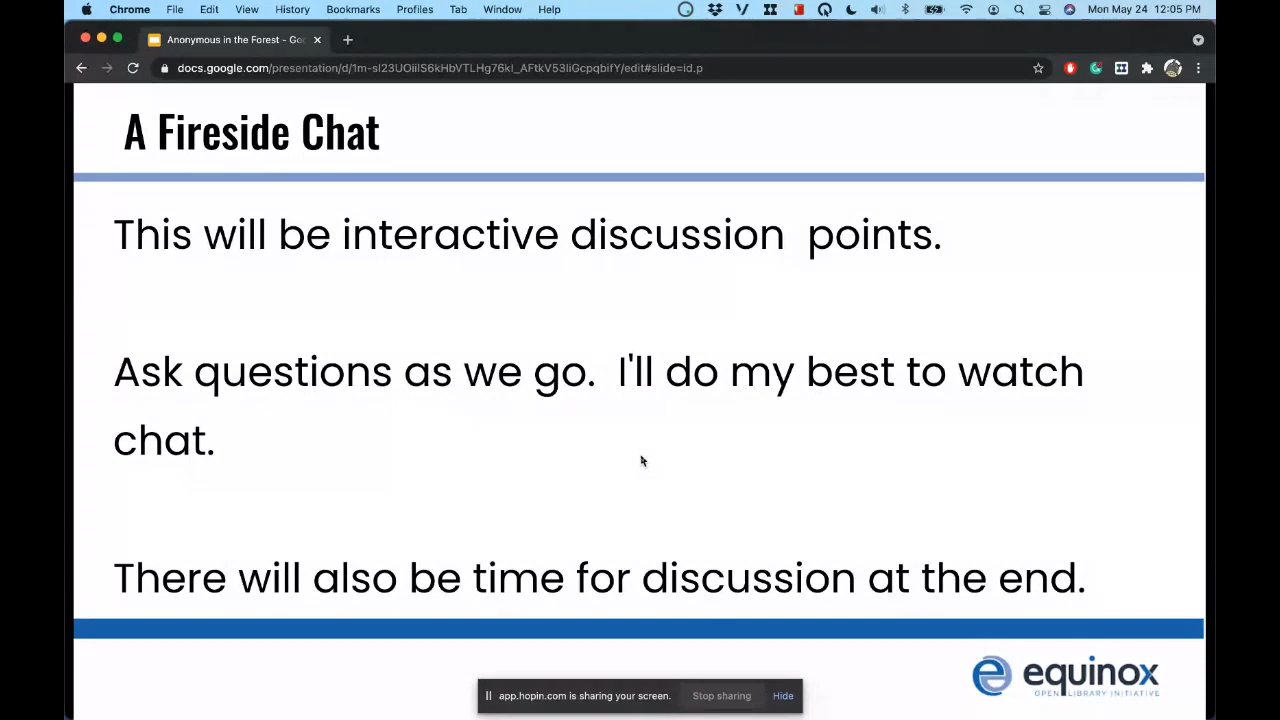 Chrome File Edit View History Bookmarks Profiles Tab Window Help Mon May 24 12:05 PM
Anonymous in the Forest - Goo
A Fireside Chat
This will be interactive discussion points.
Ask questions as we go. I'll do my best to watch
chat.
There will also be time for discussion at the end.
equinox
OPEN LIBRARY INITIATIVE
app.hopin.com is sharing your screen. Stop sharing Hide